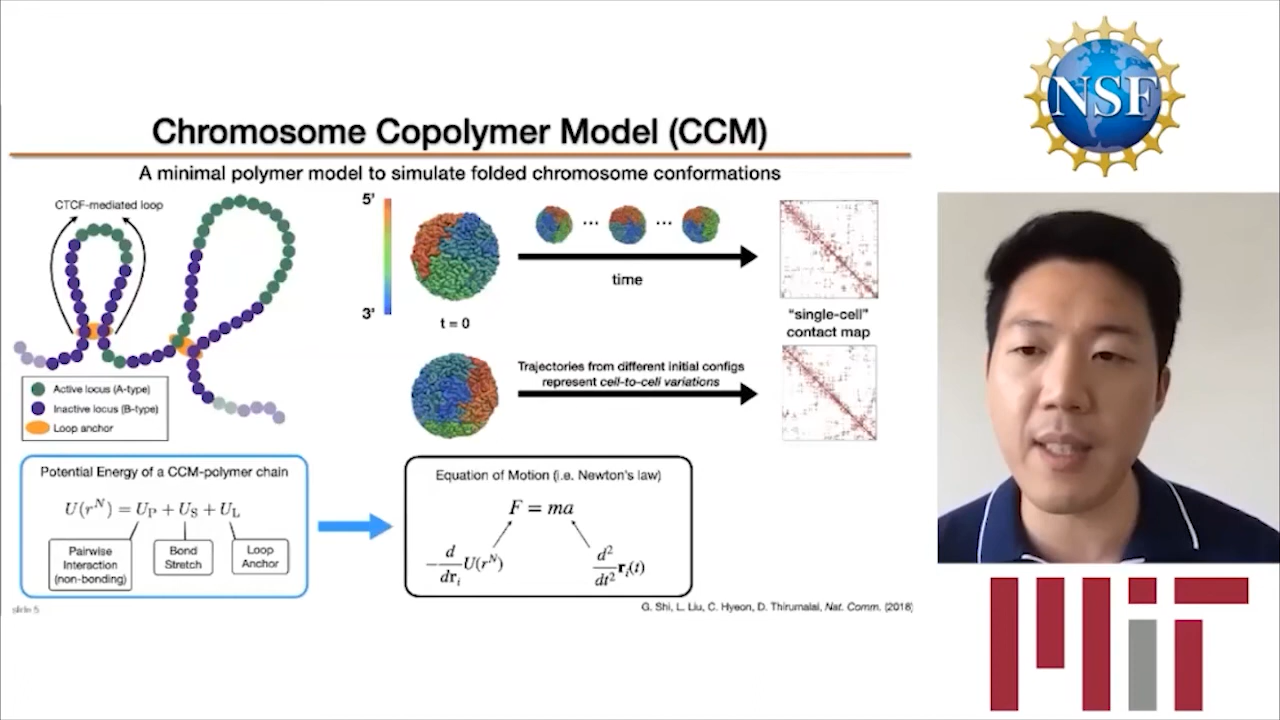 Chromosome Copolymer Model (CCM)
A minimal polymer model to simulate folded chromosome conformations
CTCF-mediated loop
Active locus (A-type)
Inactive locus (B-type)
Loop anchor
5'
3'
t = 0
... ...
time
"single-cell"
contact map
Trajectories from different initial configs
represent cell-to-cell variations
Potential Energy of a CCM-polymer chain
U(r^N) = U_P + U_S + U_L
Pairwise
Interaction
(non-bonding)
Bond
Stretch
Loop
Anchor
Equation of Motion (i.e. Newton's law)
F = ma
-d/dr_i U(r^N)
d²/dt² r_i(t)
slide 5
G. Shi, L. Liu, C. Hyeon, D. Thirumalai, Nat. Comm. (2018)
NSF
MIT